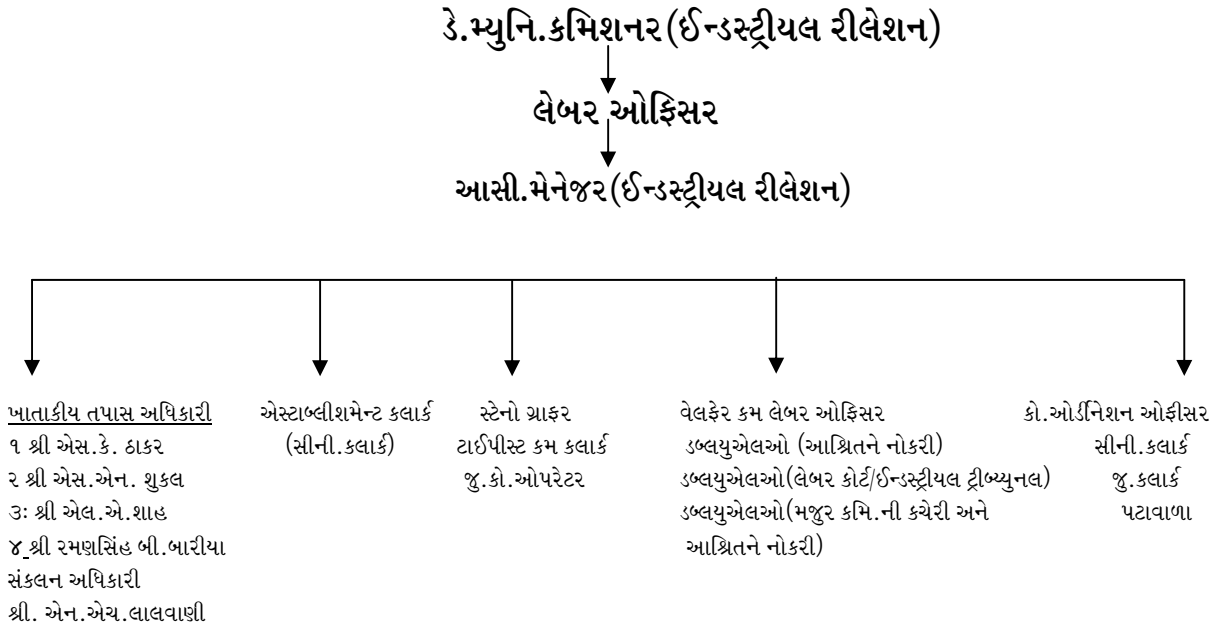 ડે.મ્યુનિ.કમિશનર(ઈન્ડસ્ટ્રીયલ રીલેશન)
લેબર ઓફિસર
આસી.મેનેજર(ઈન્ડસ્ટ્રીયલ રીલેશન)
ખાતાકીય તપાસ અધિકારી
૧ શ્રી એસ.કે. ઠાકર
૨ શ્રી એસ.એન. શુકલ
૩ઃ શ્રી એલ.એ.શાહ
૪ શ્રી રમણસિંહ બી.બારીયા
સંકલન અધિકારી
શ્રી. એન.એચ.લાલવાણી
એસ્ટાબ્લીશમેન્ટ કલાર્ક
(સીની.કલાર્ક)
સ્ટેનો ગ્રાફર
ટાઈપીસ્ટ કમ કલાર્ક
જુ.કો.ઓપરેટર
વેલફેર કમ લેબર ઓફિસર
ડબ્લયુએલઓ (આશ્રિતને નોકરી)
ડબ્લયુએલઓ(લેબર કોર્ટ/ઈન્ડસ્ટ્રીયલ ટ્રીબ્યુનલ)
ડબ્લયુએલઓ(મજુર કમિ.ની કચેરી અને
આશ્રિતને નોકરી)
કો.ઓર્ડીનેશન ઓફીસર
સીની.કલાર્ક
જુ.કલાર્ક
પટાવાળા